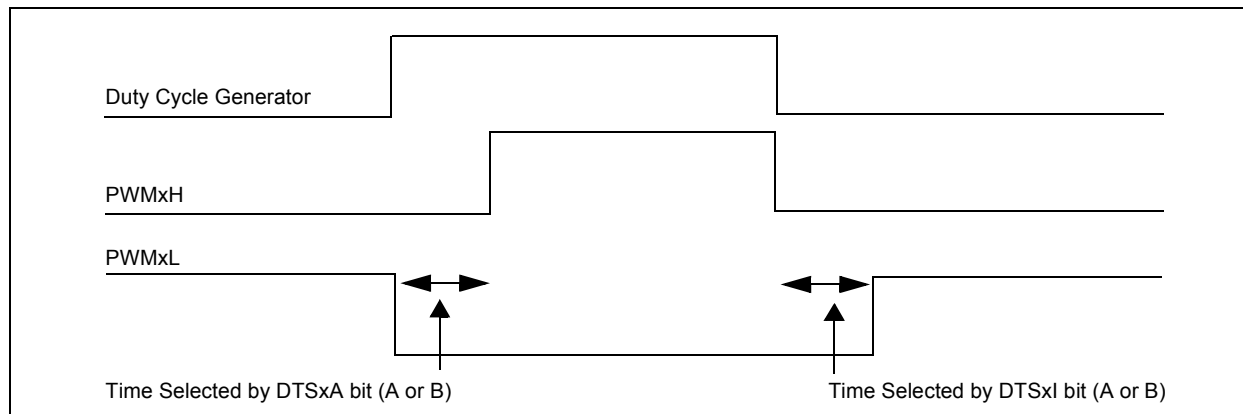 Duty Cycle Generator
PWMxH
PWMxL
Time Selected by DTSxA bit (A or B)
Time Selected by DTSxI bit (A or B)